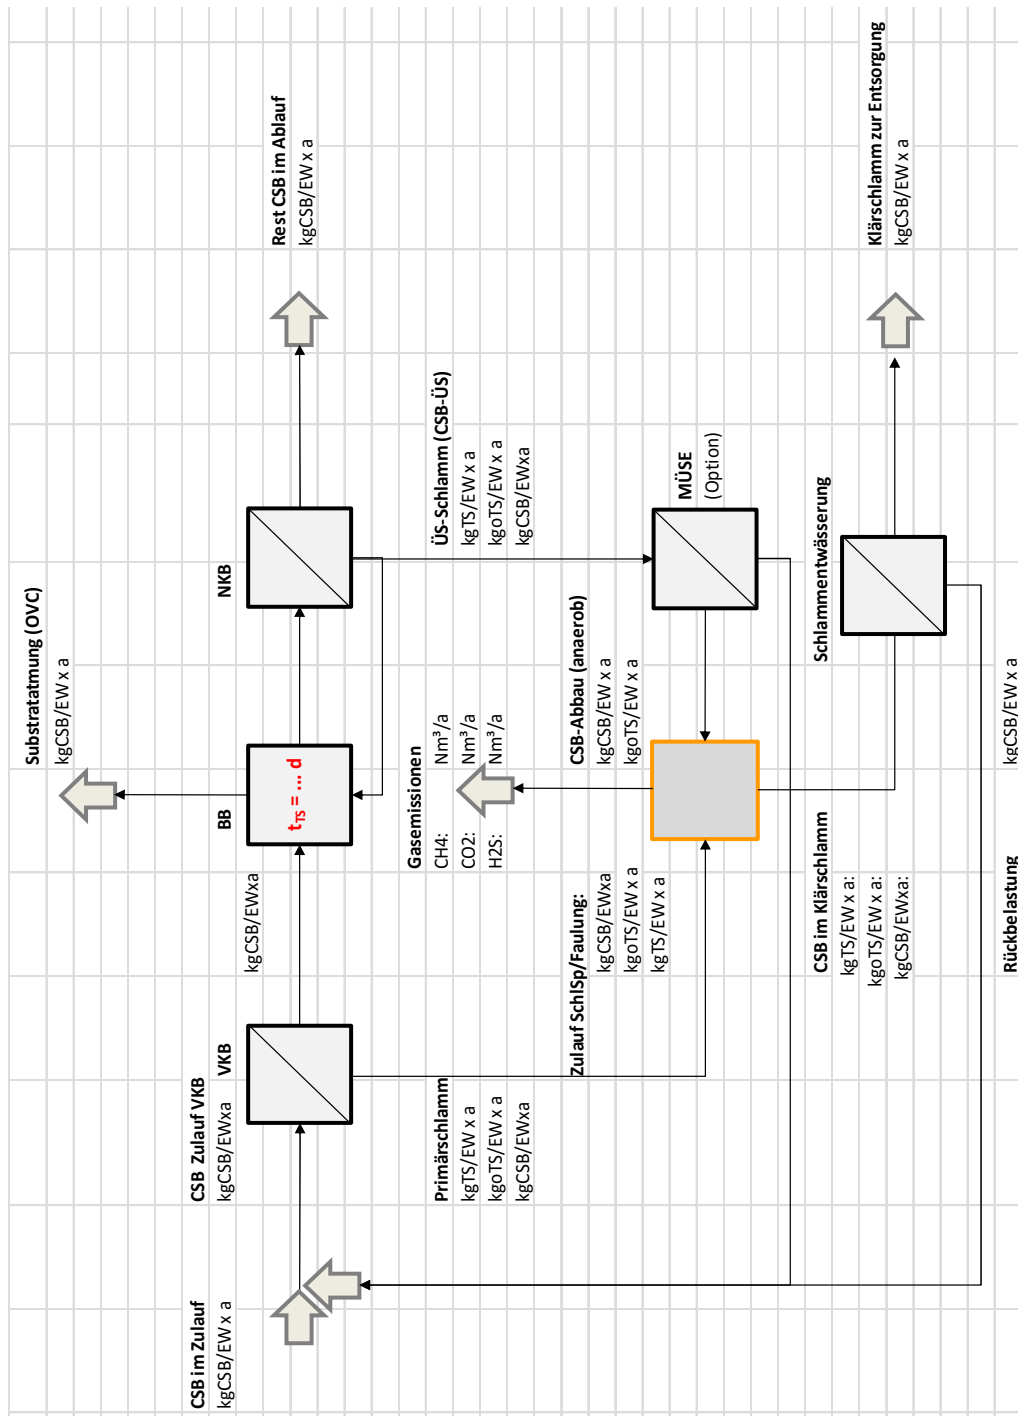 CSB im Zulauf
kgCSB/EW x a
CSB  Zulauf VKB
kgCSB/EWxa
VKB
kgCSB/EWxa
BB
t_TS = ... d
Substratatmung (OVC)
kgCSB/EW x a
NKB
Rest CSB im Ablauf
kgCSB/EW x a
Primärschlamm
kgTS/EW x a
kgoTS/EW x a
kgCSB/EWxa
Gasemissionen
CH4: Nm³/a
CO2: Nm³/a
H2S: Nm³/a
ÜS-Schlamm (CSB-ÜS)
kgTS/EW x a
kgoTS/EW x a
kgCSB/EWxa
Zulauf SchlSp/Faulung:
kgCSB/EWxa
kgoTS/EW x a
kgTS/EW x a
CSB-Abbau (anaerob)
kgCSB/EW x a
kgoTS/EW x a
MÜSE
(Option)
CSB im Klärschlamm
kgTS/EW x a:
kgoTS/EW x a:
kgCSB/EWxa:
Schlammentwässerung
Klärschlamm zur Entsorgung
kgCSB/EW x a
Rückbelastung
kgCSB/EW x a